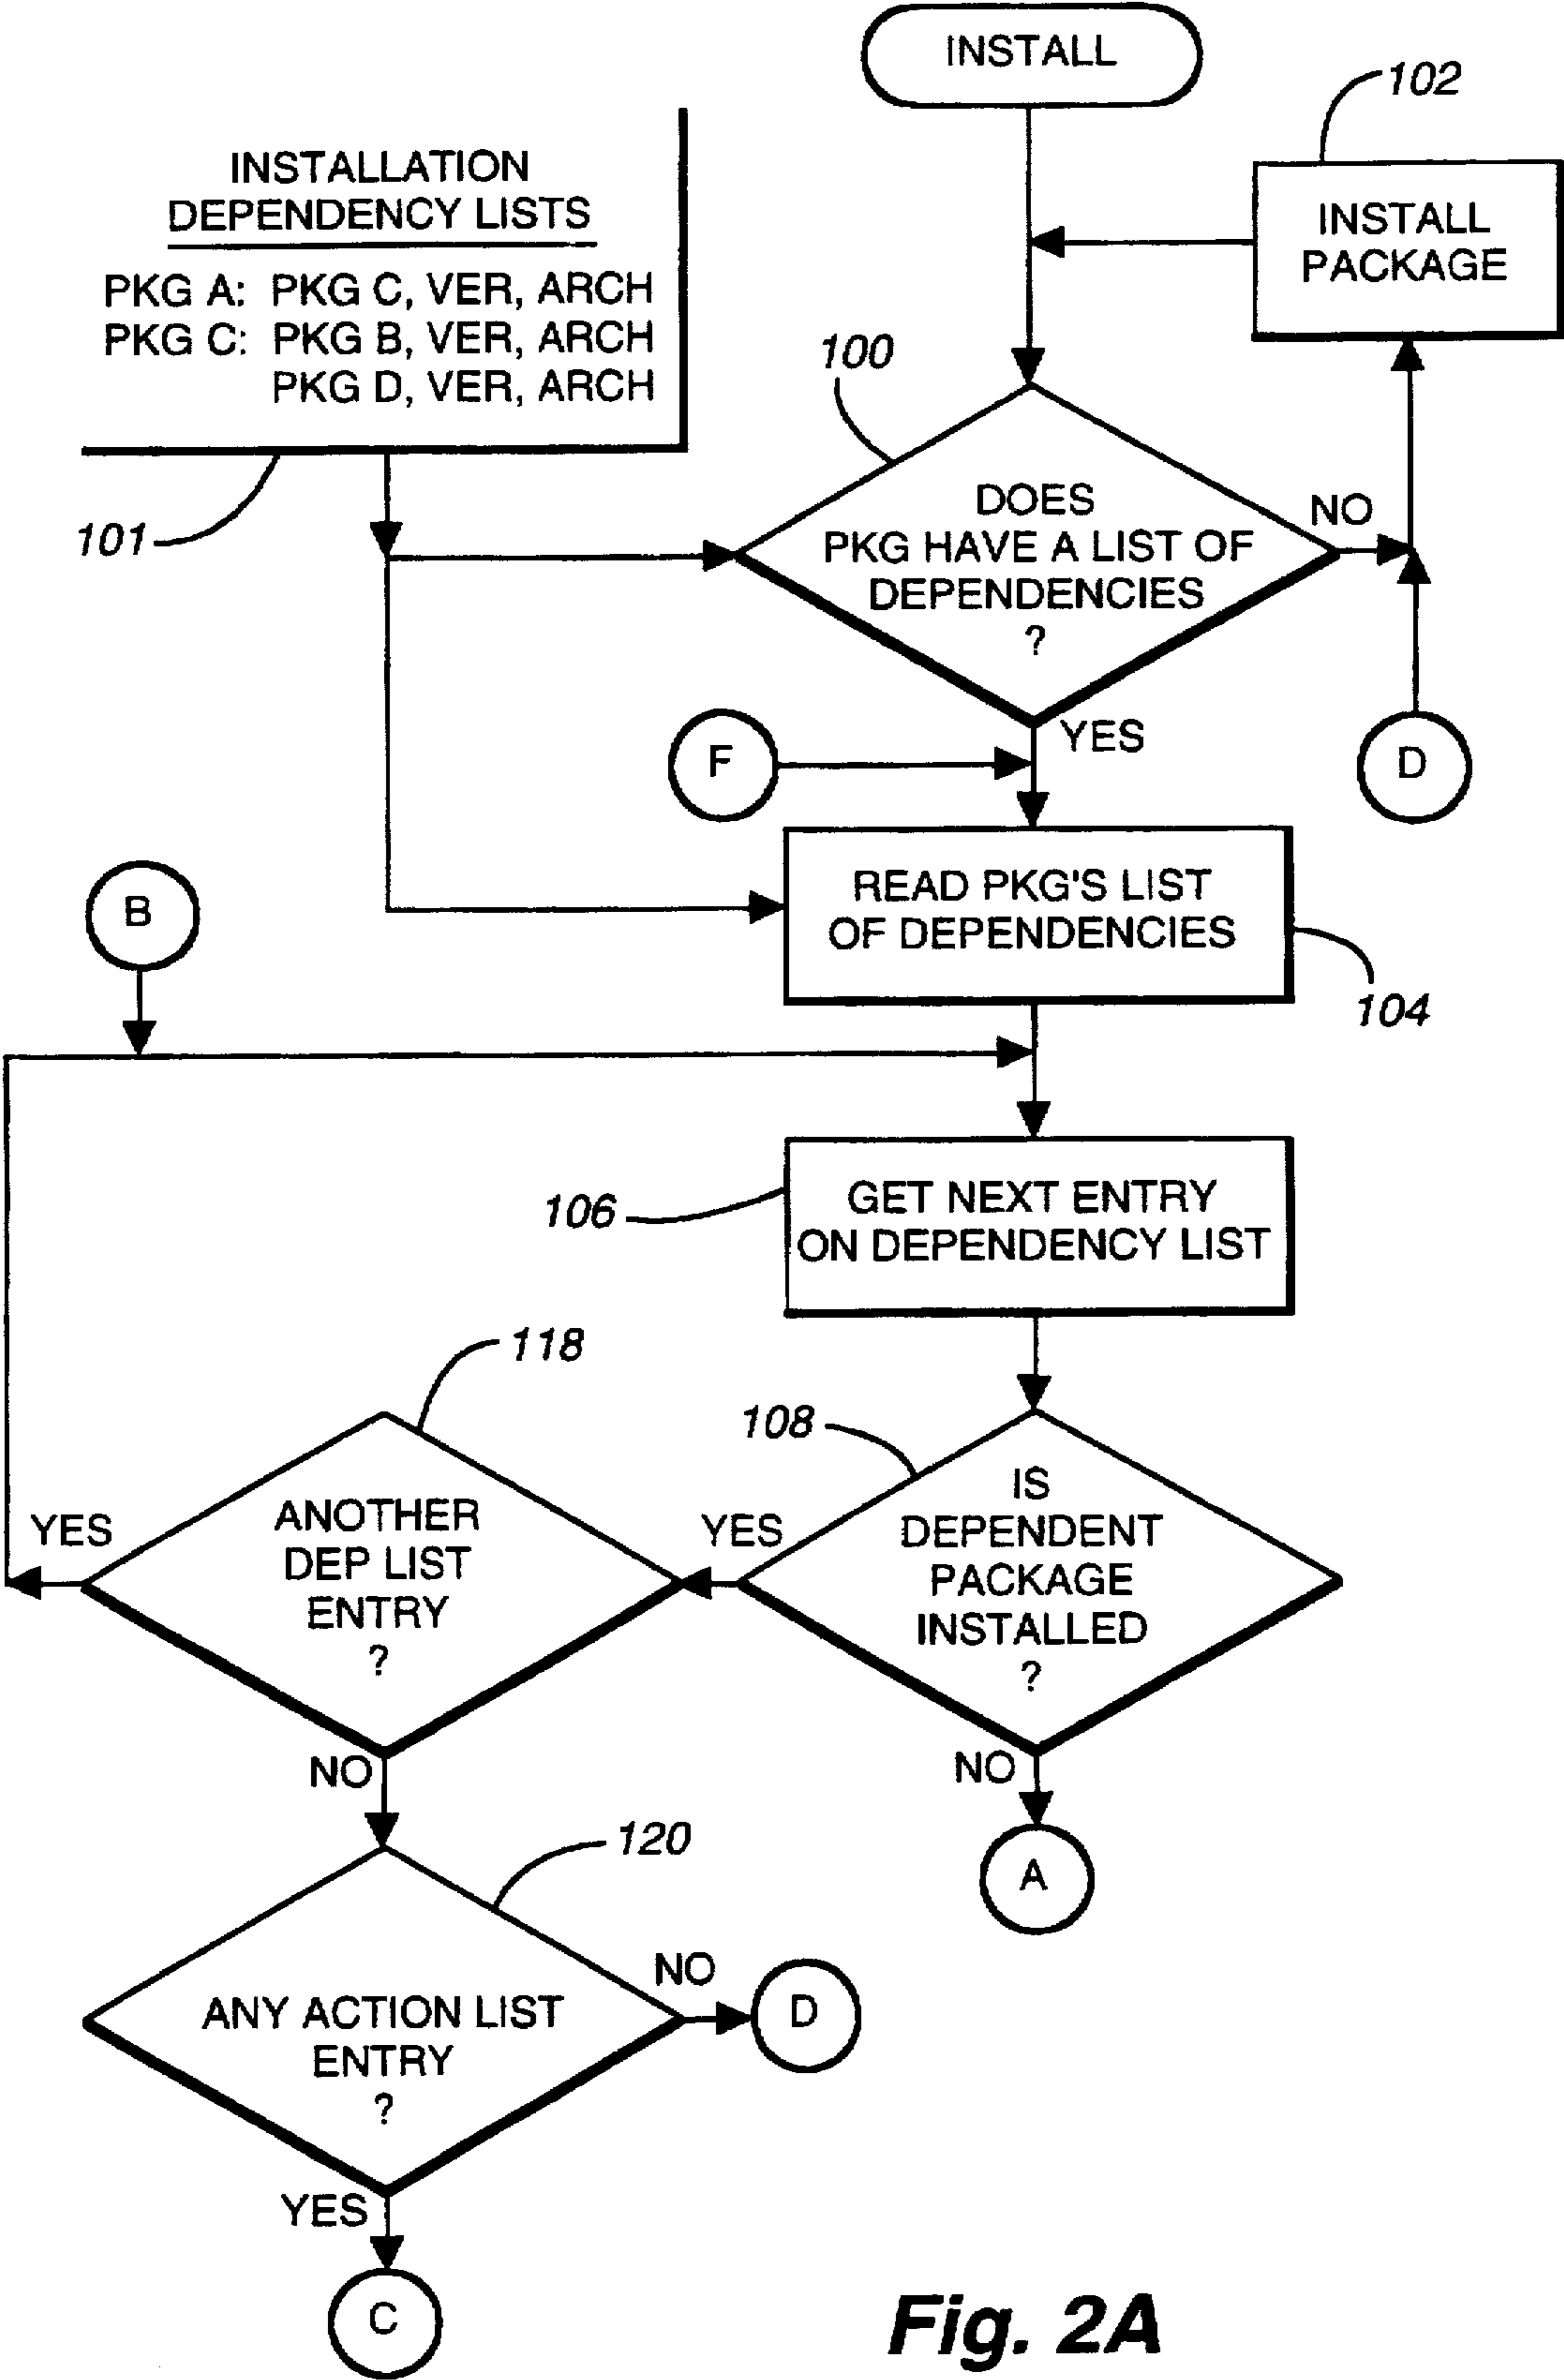 INSTALL
102
INSTALL
PACKAGE
INSTALLATION
DEPENDENCY LISTS
PKG A: PKG C, VER, ARCH
PKG C: PKG B, VER, ARCH
PKG D, VER, ARCH
101
100
DOES
PKG HAVE A LIST OF
DEPENDENCIES
?
NO
YES
F
D
READ PKG'S LIST
OF DEPENDENCIES
104
B
GET NEXT ENTRY
ON DEPENDENCY LIST
106
118
108
IS
DEPENDENT
PACKAGE
INSTALLED
?
YES
ANOTHER
DEP LIST
ENTRY
?
YES
NO
NO
A
120
ANY ACTION LIST
ENTRY
?
NO
D
YES
C
Fig. 2A